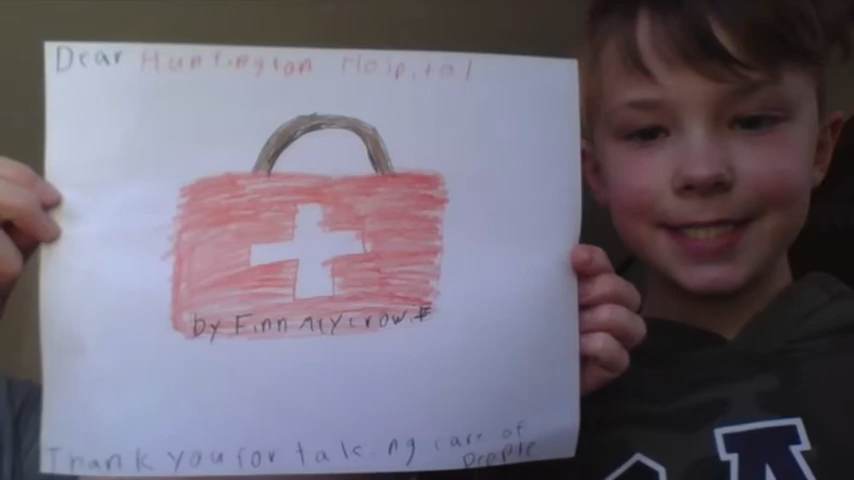 Dear Huntington Hospital
by Finn
Thank you for taking care of
people